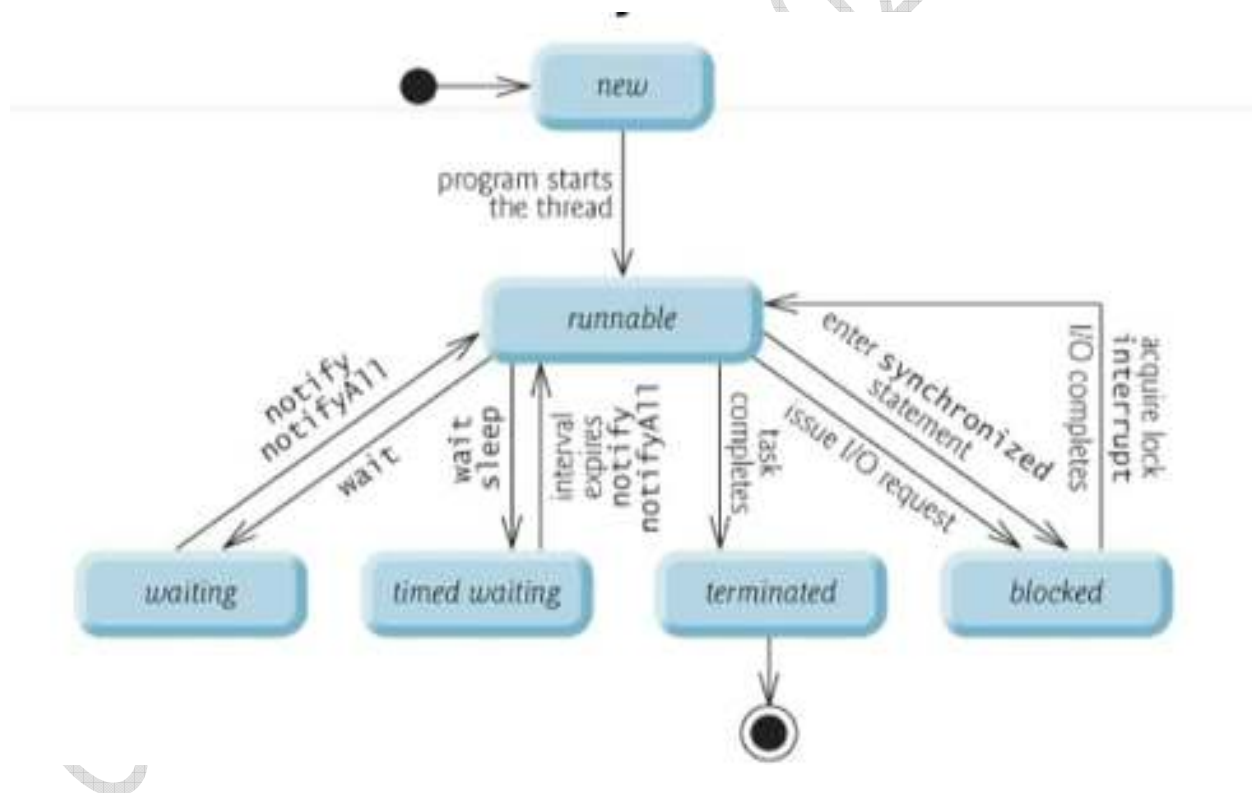 new
program starts
the thread
runnable
notify
notifyAll
wait
wait
sleep
interval
expires
notify
notifyAll
task
completes
enter synchronized
statement
issue I/O request
acquire lock
interrupt
I/O completes
waiting
timed waiting
terminated
blocked